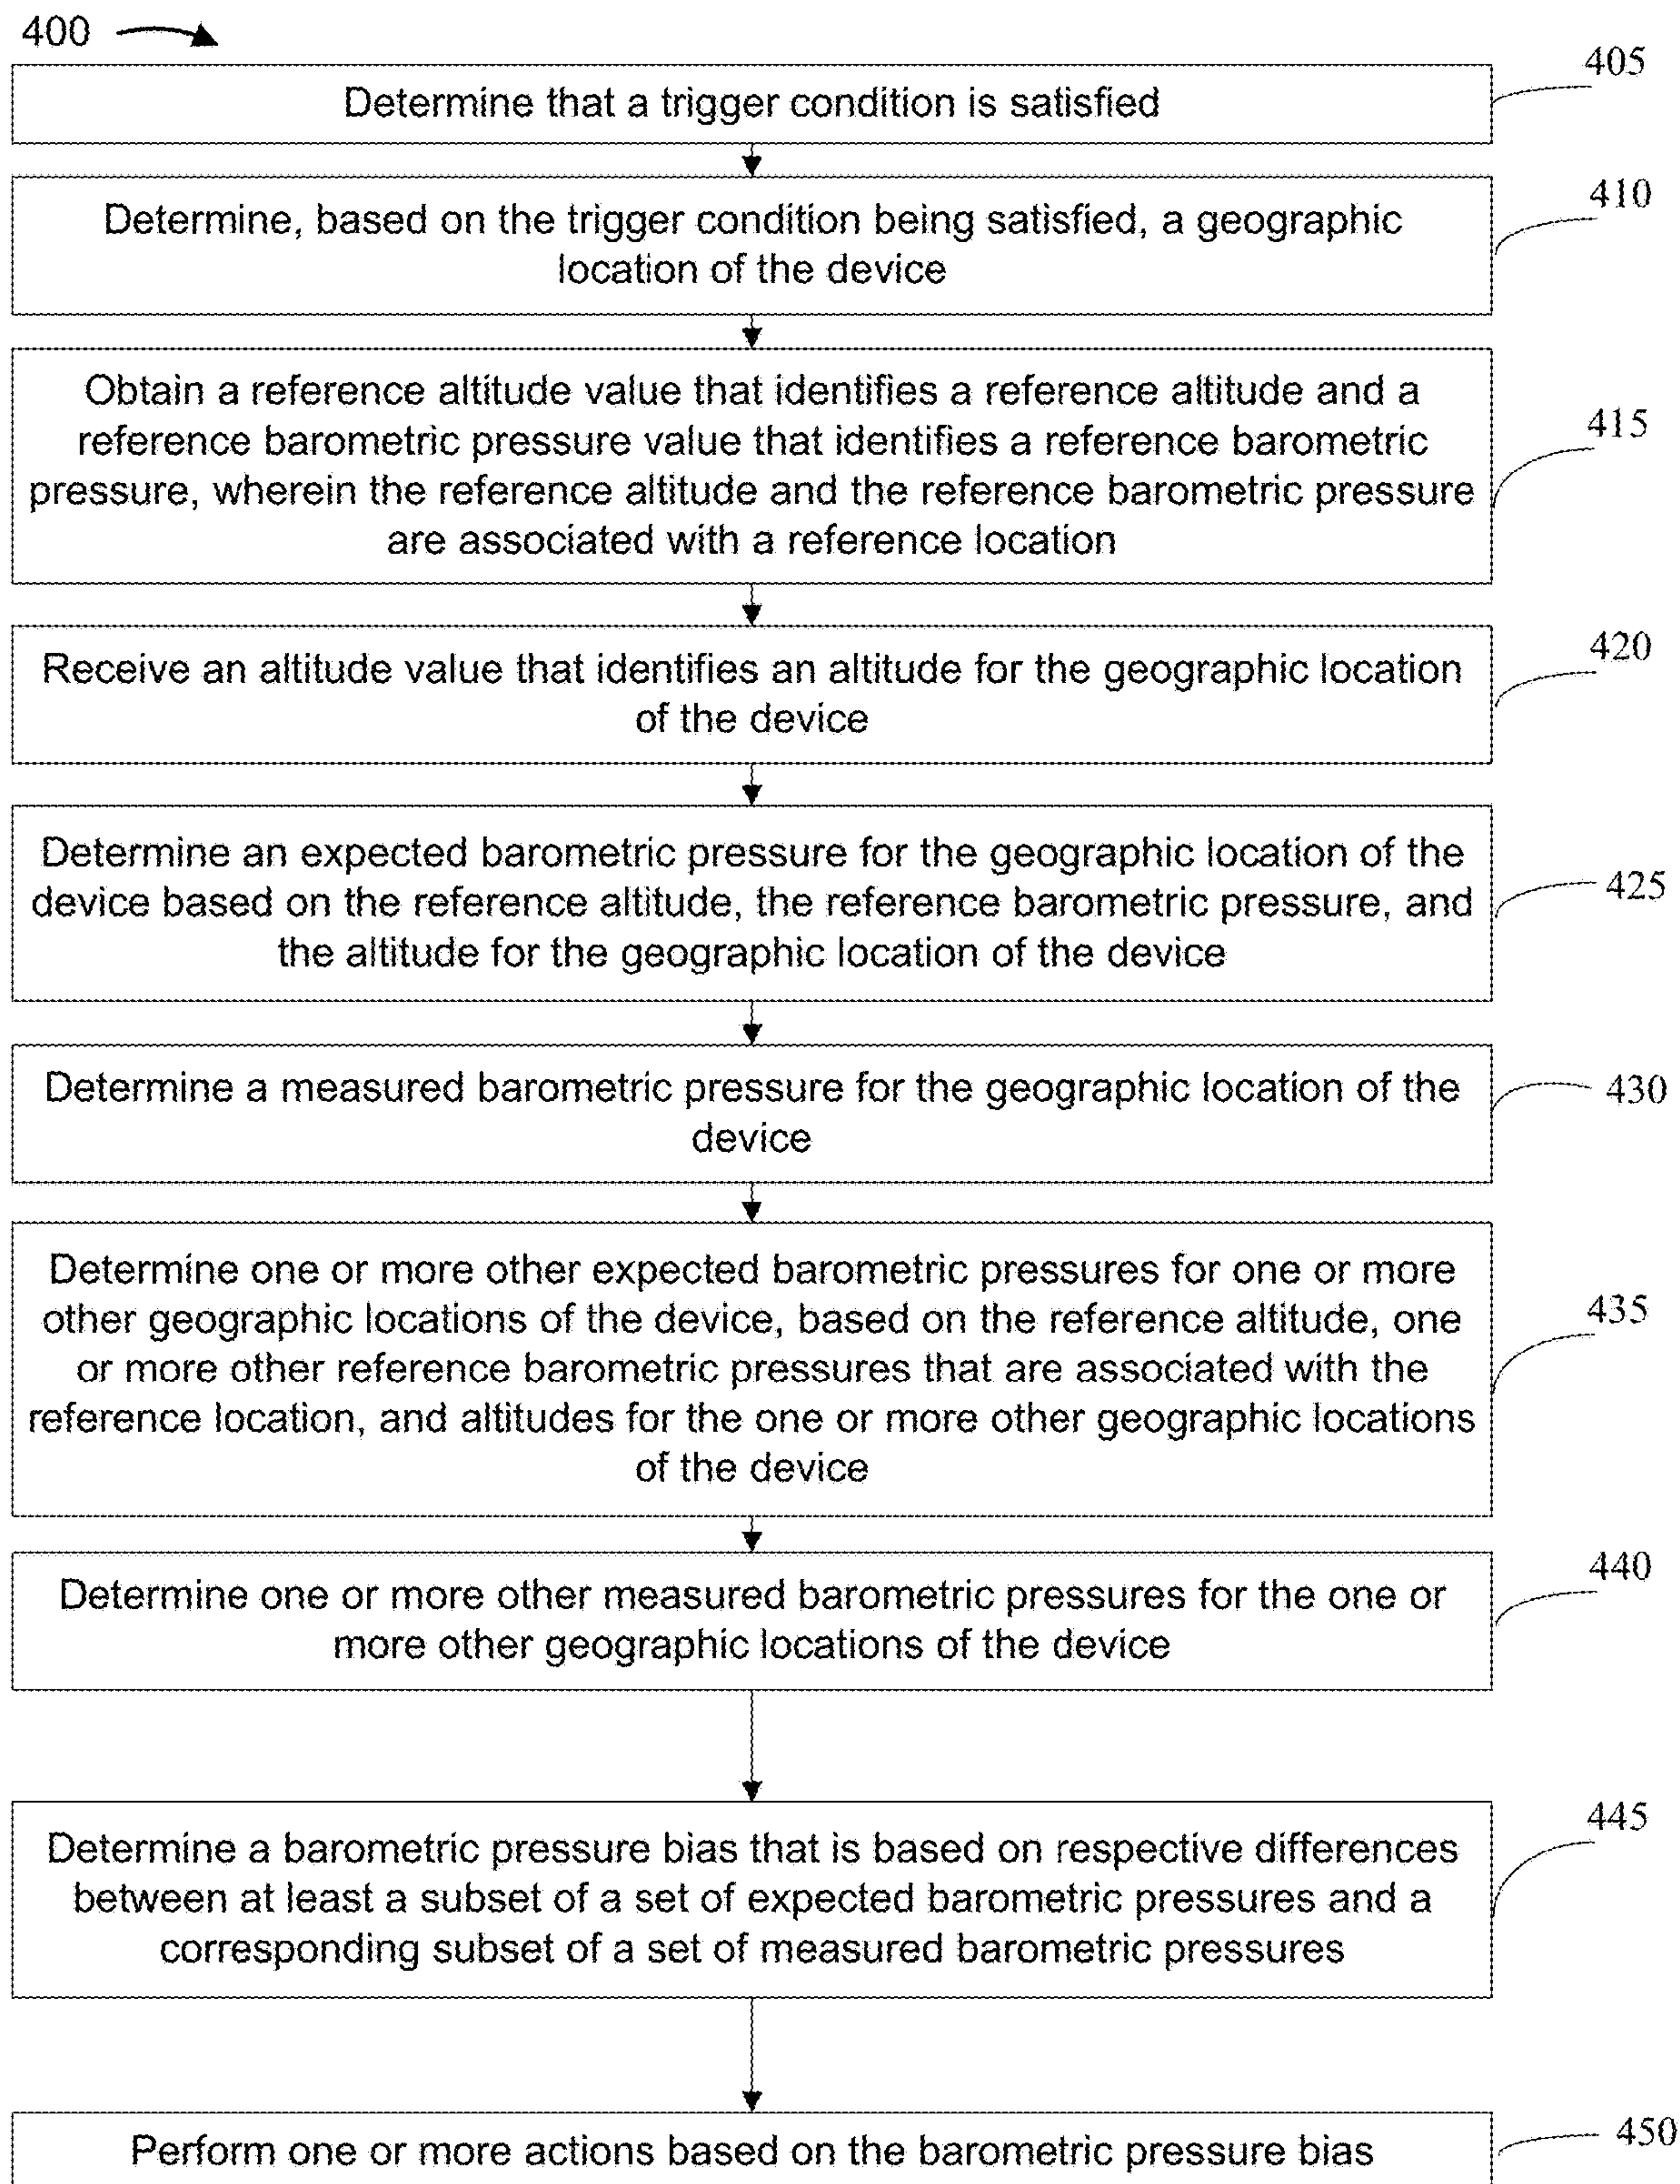 400
405
Determine that a trigger condition is satisfied
410
Determine, based on the trigger condition being satisfied, a geographic
location of the device
Obtain a reference altitude value that identifies a reference altitude and a
reference barometric pressure value that identifies a reference barometric
pressure, wherein the reference altitude and the reference barometric pressure
are associated with a reference location
415
Receive an altitude value that identifies an altitude for the geographic location
of the device
420
Determine an expected barometric pressure for the geographic location of the
device based on the reference altitude, the reference barometric pressure, and
the altitude for the geographic location of the device
425
Determine a measured barometric pressure for the geographic location of the
device
430
Determine one or more other expected barometric pressures for one or more
other geographic locations of the device, based on the reference altitude, one
or more other reference barometric pressures that are associated with the
reference location, and altitudes for the one or more other geographic locations
of the device
435
Determine one or more other measured barometric pressures for the one or
more other geographic locations of the device
440
Determine a barometric pressure bias that is based on respective differences
between at least a subset of a set of expected barometric pressures and a
corresponding subset of a set of measured barometric pressures
445
Perform one or more actions based on the barometric pressure bias
450